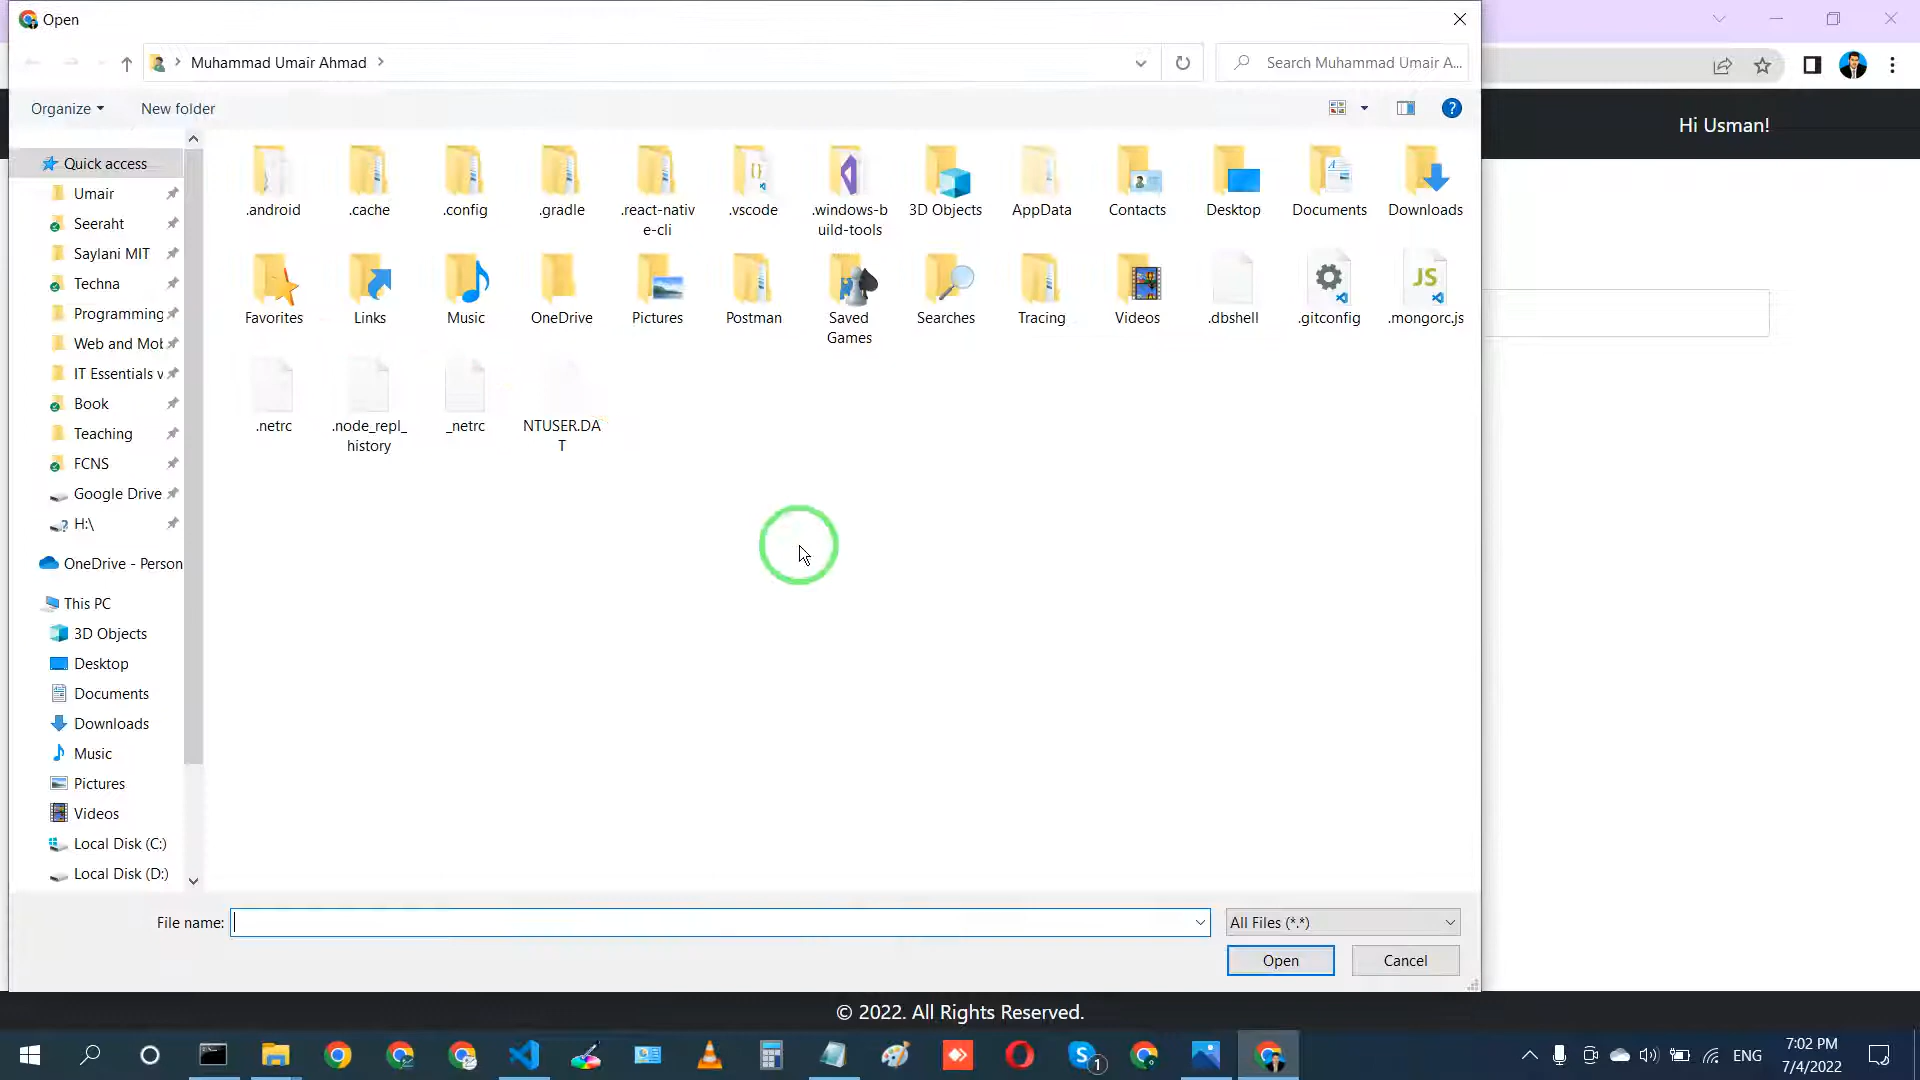 Open
Muhammad Umair Ahmad
Search Muhammad Umair A...
Organize
New folder
Hi Usman!
Quick access
Umair
Seeraht
Saylani MIT
Techna
Programming
Web and Mob
IT Essentials v
Book
Teaching
FCNS
Google Drive
H:\
OneDrive - Person
This PC
3D Objects
Desktop
Documents
Downloads
Music
Pictures
Videos
Local Disk (C:)
Local Disk (D:)
.android
.cache
.config
.gradle
.react-nativ
e-cli
.vscode
.windows-b
uild-tools
3D Objects
AppData
Contacts
Desktop
Documents
Downloads
Favorites
Links
Music
OneDrive
Pictures
Postman
Saved
Games
Searches
Tracing
Videos
.dbshell
.gitconfig
JS
.mongorc.js
.netrc
.node_repl_
history
_netrc
NTUSER.DA
T
File name:
All Files (*.*)
Open
Cancel
© 2022. All Rights Reserved.
1
ENG
7:02 PM
7/4/2022